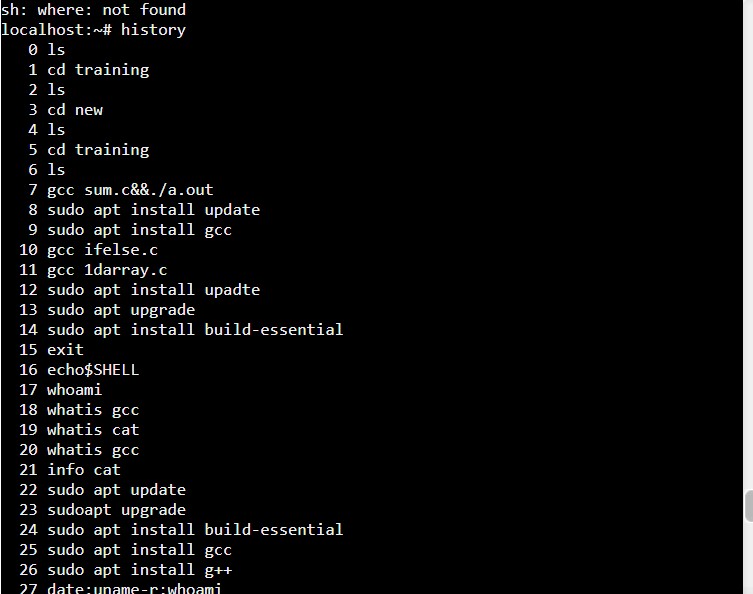 sh: where: not found
localhost:~# history
0 ls
1 cd training
2 ls
3 cd new
4 ls
5 cd training
6 ls
7 gcc sum.c&&./a.out
8 sudo apt install update
9 sudo apt install gcc
10 gcc ifelse.c
11 gcc 1darray.c
12 sudo apt install upadte
13 sudo apt upgrade
14 sudo apt install build-essential
15 exit
16 echo$SHELL
17 whoami
18 whatis gcc
19 whatis cat
20 whatis gcc
21 info cat
22 sudo apt update
23 sudoapt upgrade
24 sudo apt install build-essential
25 sudo apt install gcc
26 sudo apt install g++
27 date;uname-r;whoami